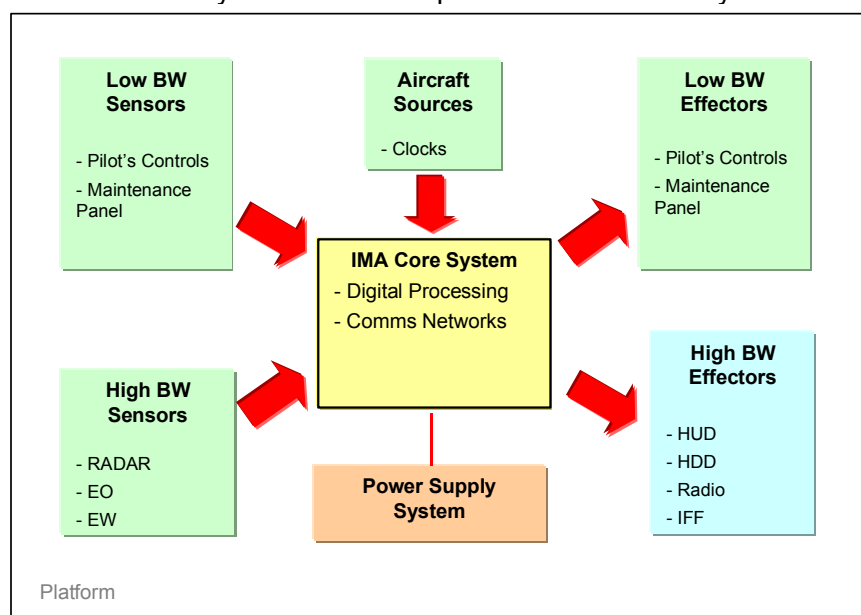 Low BW
Sensors
- Pilot's Controls
- Maintenance
Panel
Aircraft
Sources
- Clocks
Low BW
Effectors
- Pilot's Controls
- Maintenance
Panel
IMA Core System
- Digital Processing
- Comms Networks
High BW
Sensors
- RADAR
- EO
- EW
Power Supply
System
High BW
Effectors
- HUD
- HDD
- Radio
- IFF
Platform